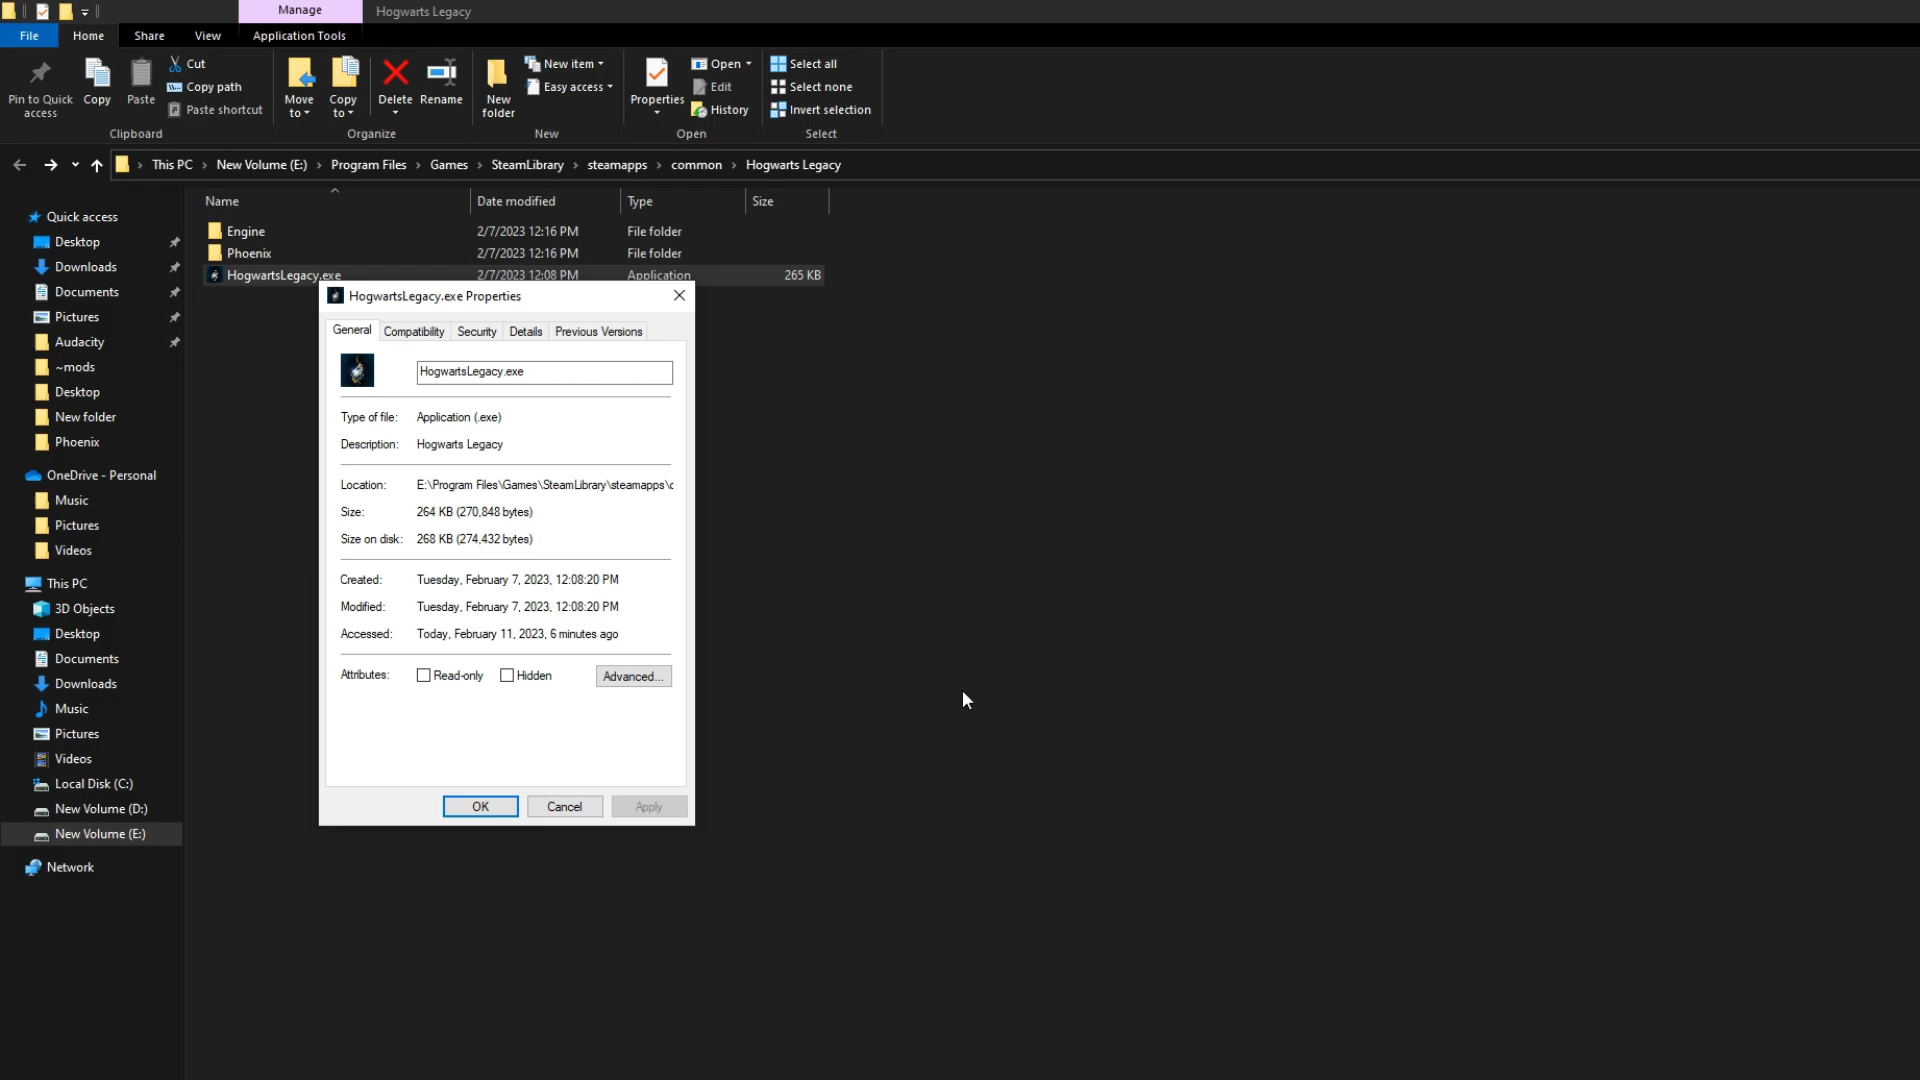 Manage
Hogwarts Legacy
File
Home
Share
View
Application Tools
Pin to Quick access
Copy
Paste
Cut
Copy path
Paste shortcut
Clipboard
Move to
Copy to
Delete
Rename
Organize
New folder
New item
Easy access
New
Properties
Open
Edit
History
Open
Select all
Select none
Invert selection
Select
This PC > New Volume (E:) > Program Files > Games > SteamLibrary > steamapps > common > Hogwarts Legacy
Name Date modified Type Size
Engine 2/7/2023 12:16 PM File folder
Phoenix 2/7/2023 12:16 PM File folder
HogwartsLegacy.exe 2/7/2023 12:08 PM Application 265 KB
Quick access
Desktop
Downloads
Documents
Pictures
Audacity
~mods
Desktop
New folder
Phoenix
OneDrive - Personal
Music
Pictures
Videos
This PC
3D Objects
Desktop
Documents
Downloads
Music
Pictures
Videos
Local Disk (C:)
New Volume (D:)
New Volume (E:)
Network
HogwartsLegacy.exe Properties
General Compatibility Security Details Previous Versions
HogwartsLegacy.exe
Type of file: Application (.exe)
Description: Hogwarts Legacy
Location: E:\Program Files\Games\SteamLibrary\steamapps\c
Size: 264 KB (270,848 bytes)
Size on disk: 268 KB (274,432 bytes)
Created: Tuesday, February 7, 2023, 12:08:20 PM
Modified: Tuesday, February 7, 2023, 12:08:20 PM
Accessed: Today, February 11, 2023, 6 minutes ago
Attributes: Read-only Hidden Advanced...
OK Cancel Apply